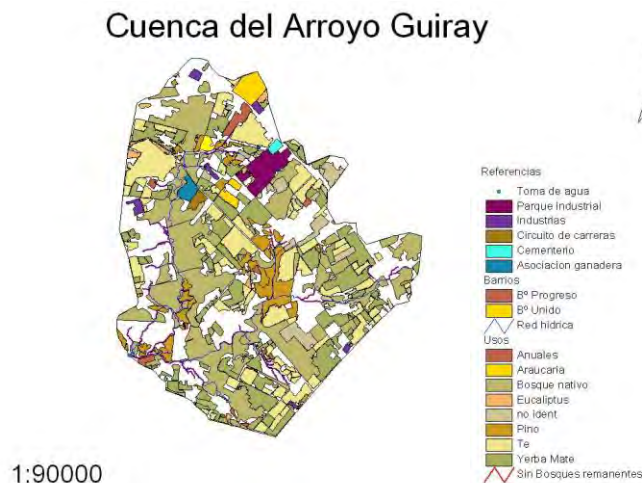 Cuenca del Arroyo Guiray
Referencias
Toma de agua
Parque Industrial
Industrias
Circuito de carreras
Cementerio
Asociacion ganadera
Barrios
Bº Progreso
Bº Unido
Red hidrica
Usos
Anuales
Araucaria
Bosque nativo
Eucaliptus
no ident
Pino
Te
Yerba Mate
Sin Bosques remanentes
1:90000